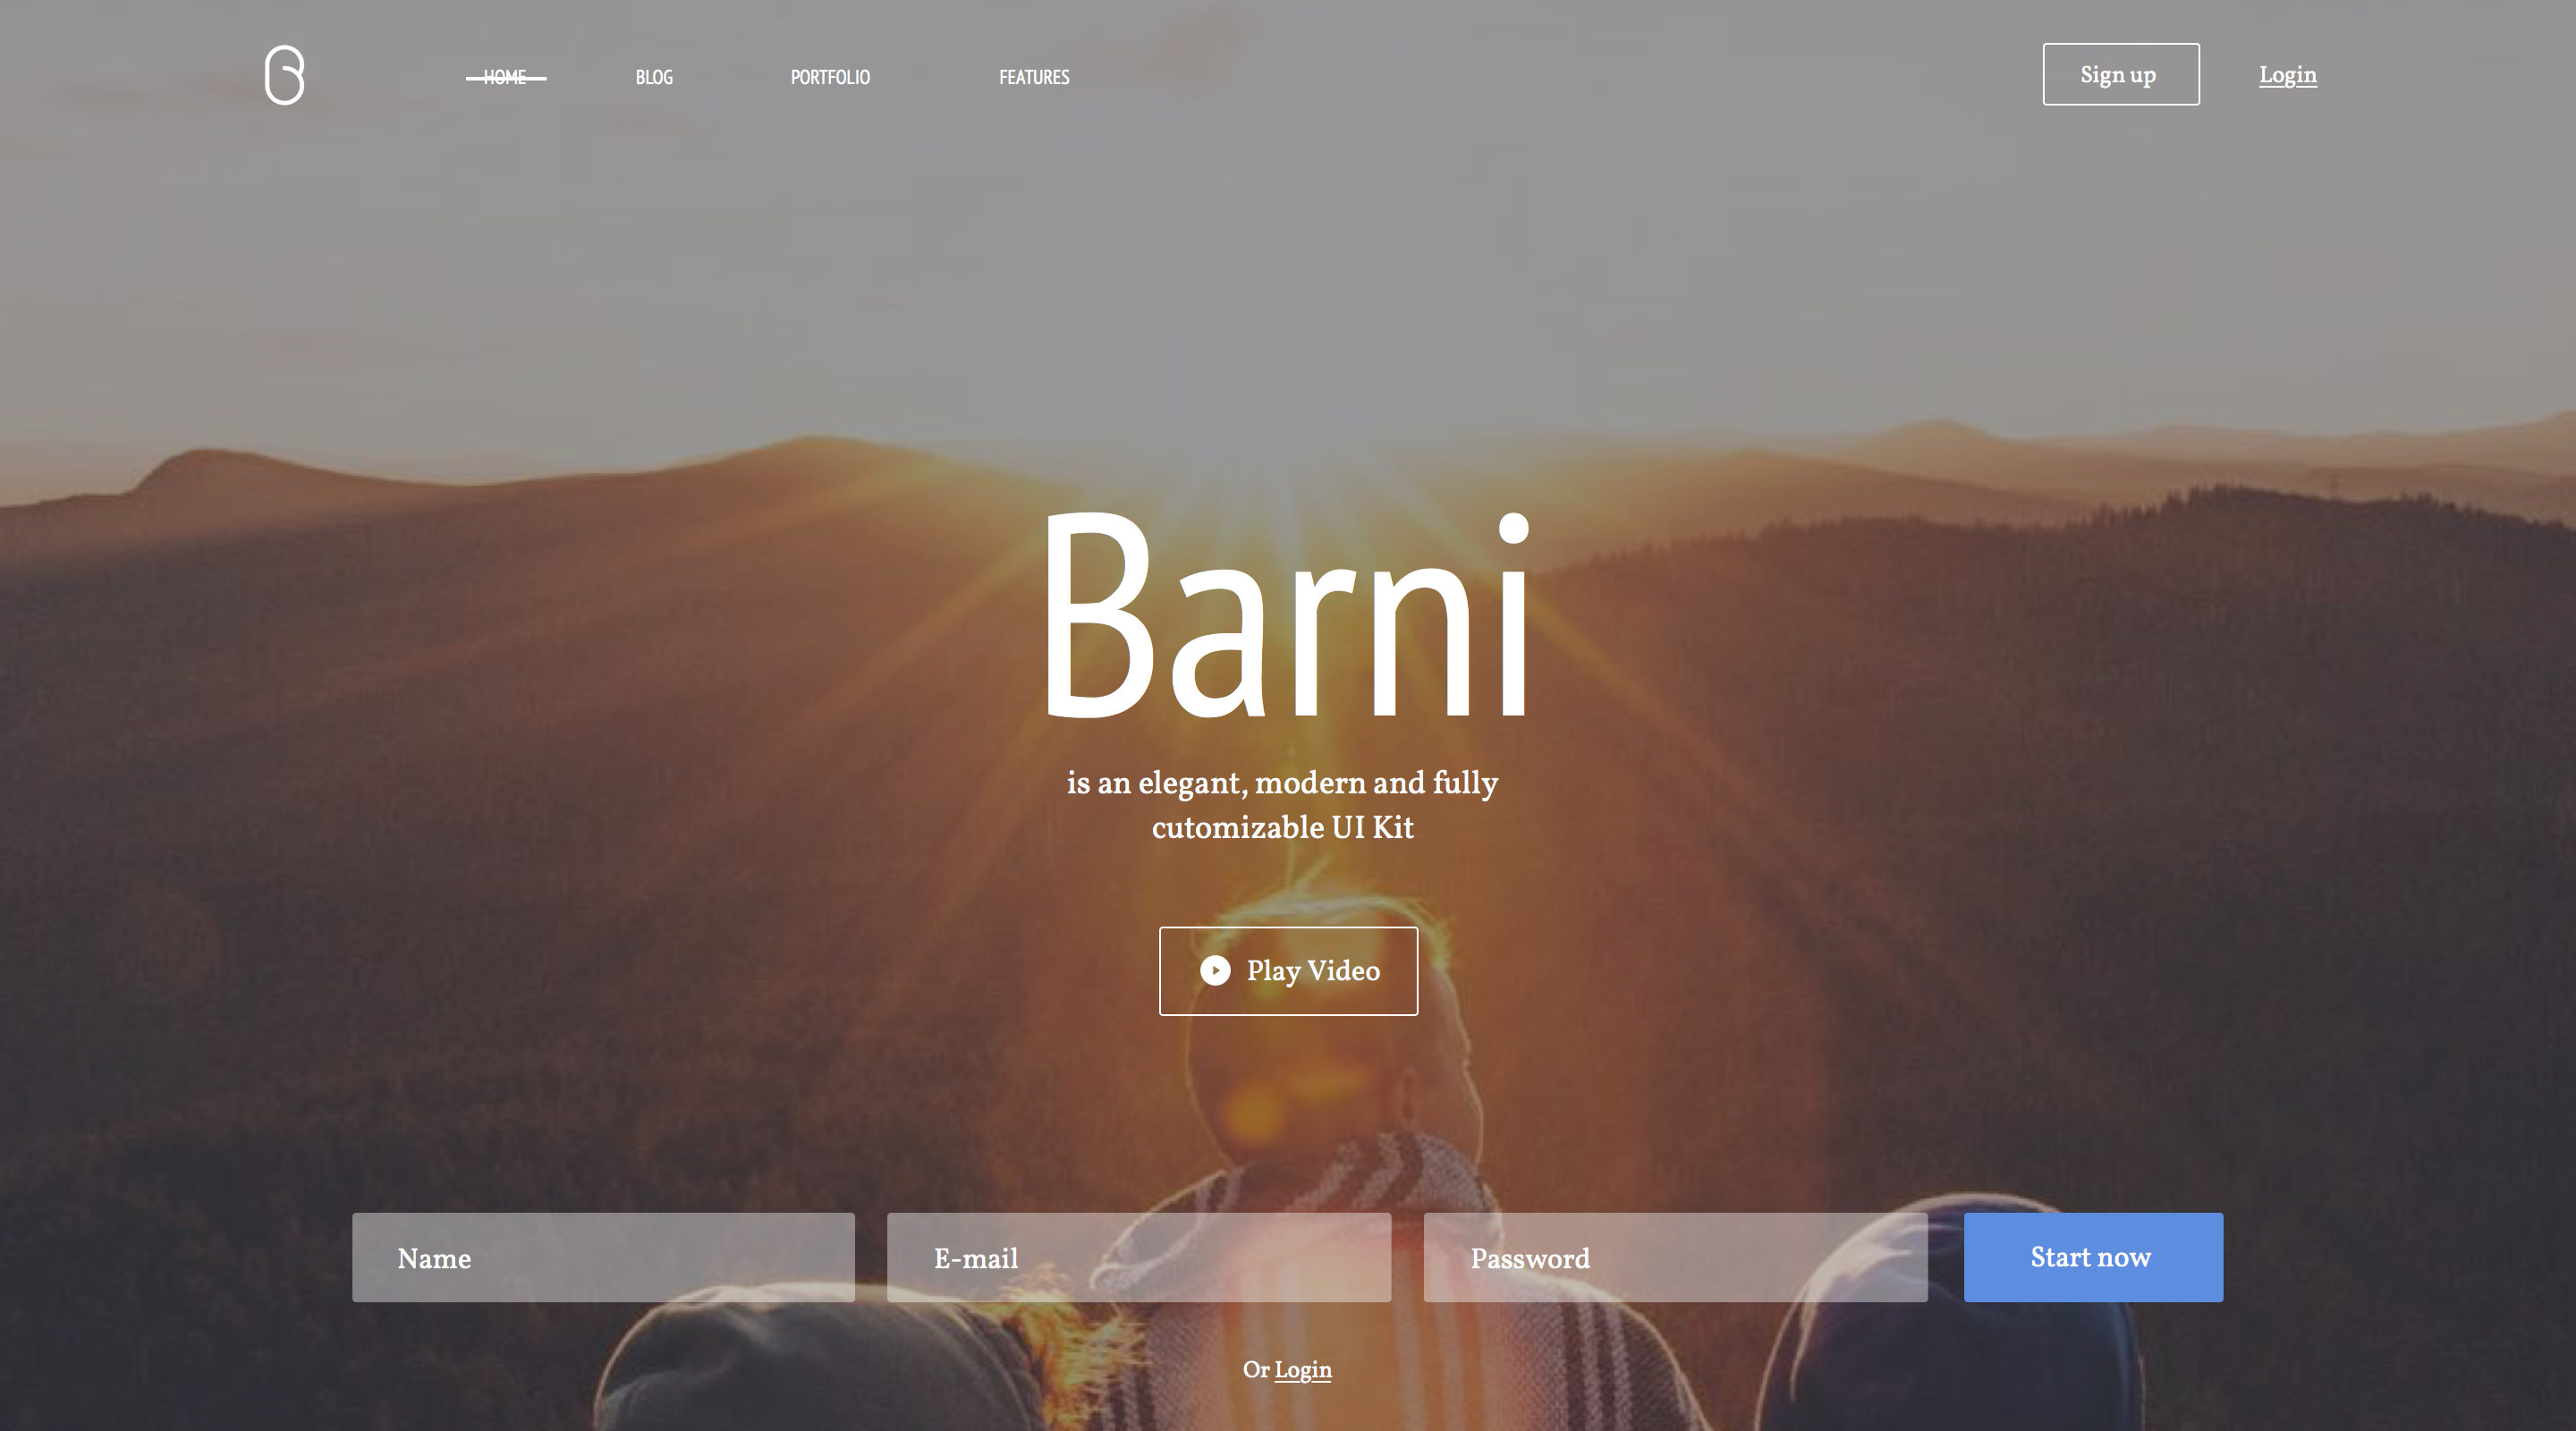 HOME BLOG PORTFOLIO FEATURES Sign up Login
Barni
is an elegant, modern and fully
cutomizable UI Kit
Play Video
Name E-mail Password Start now
Or Login